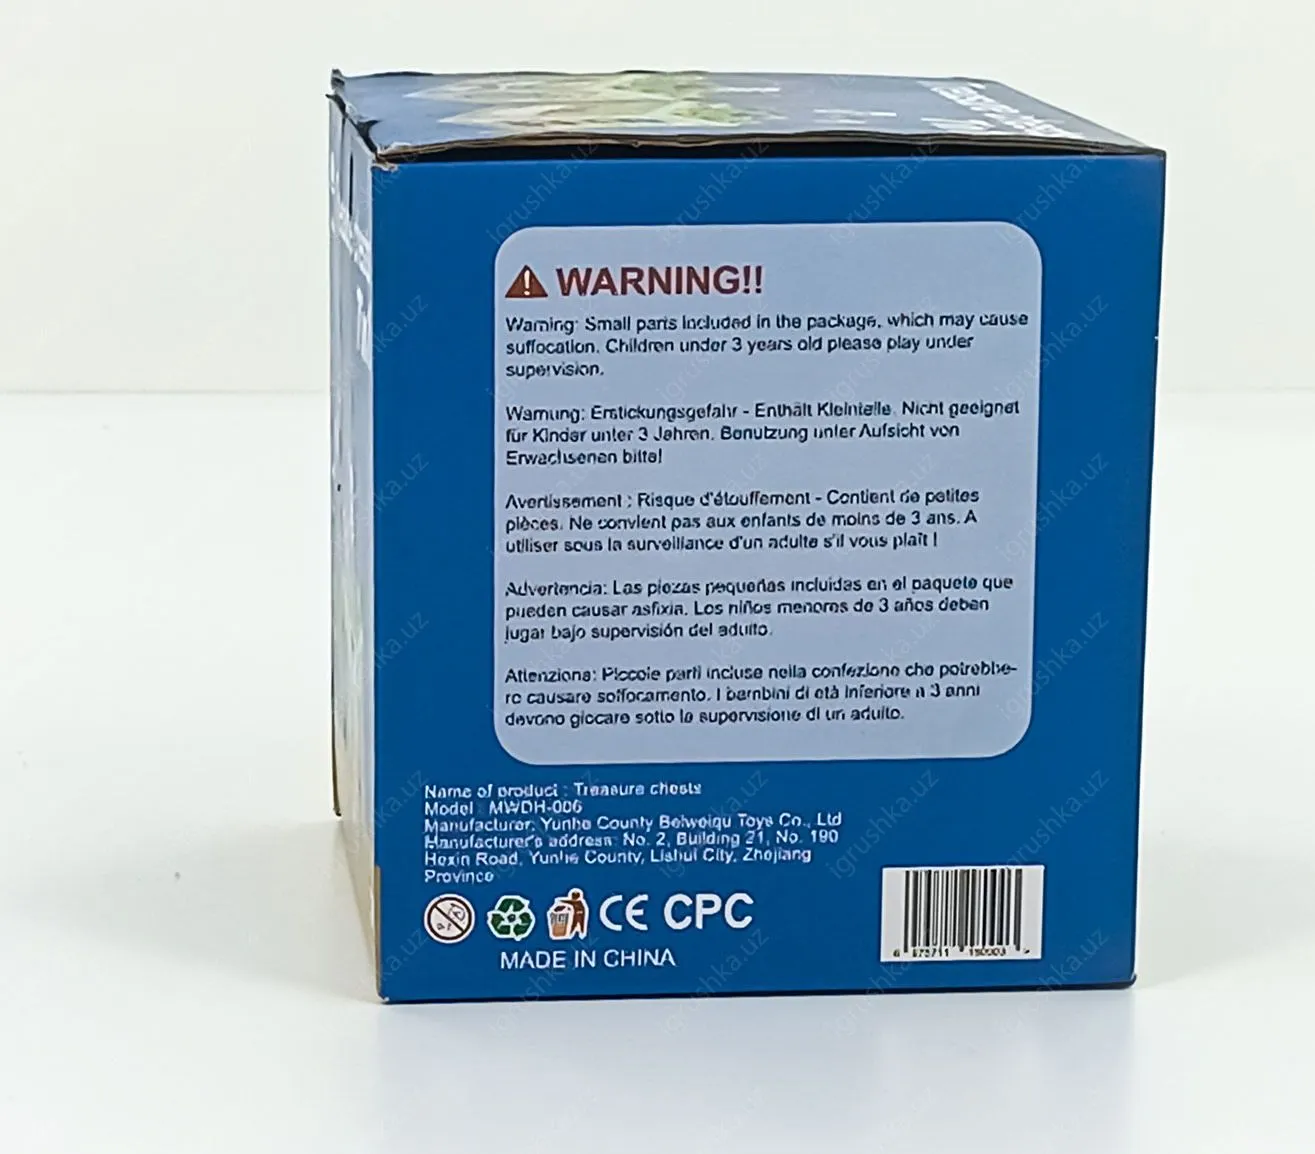 WARNING!!
Warning: Small parts included in the package, which may cause
suffocation. Children under 3 years old please play under
supervision.
Warnung: Erstickungsgefahr - Enthält Kleinteile. Nicht geeignet
für Kinder unter 3 Jahren. Benutzung unter Aufsicht von
Erwachsenen bitte!
Avertissement : Risque d'étouffement - Contient de petites
pièces. Ne convient pas aux enfants de moins de 3 ans. A
utiliser sous la surveillance d'un adulte s'il vous plaît !
Advertencia: Las piezas pequeñas incluidas en el paquete que
pueden causar asfixia. Los niños menores de 3 años deben
jugar bajo supervisión del adulto.
Attenziona: Piccole parti incluse nella confezione che potrebbe-
ro causare soffocamento. I bambini di età inferiore a 3 anni
devono giocare sotto la supervisione di un adulto.
Name of product : Treasure chests
Model : MWDH-006
Manufacturer: Yunhe County Beiweiqu Toys Co., Ltd
Manufacturer's address: No. 2, Building 21, No. 190
Hexin Road, Yunhe County, Lishui City, Zhejiang
Province
0-3
CE CPC
MADE IN CHINA
igrushka.uz